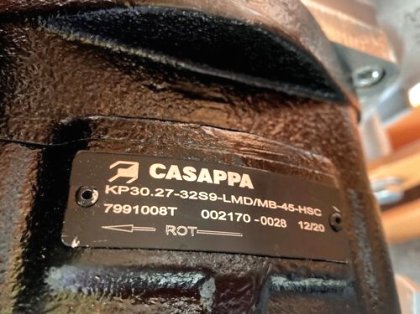 CASAPPA
KP30.27-32S9-LMD/MB-45-HSC
7991008T 002170-0028 12/20
ROT